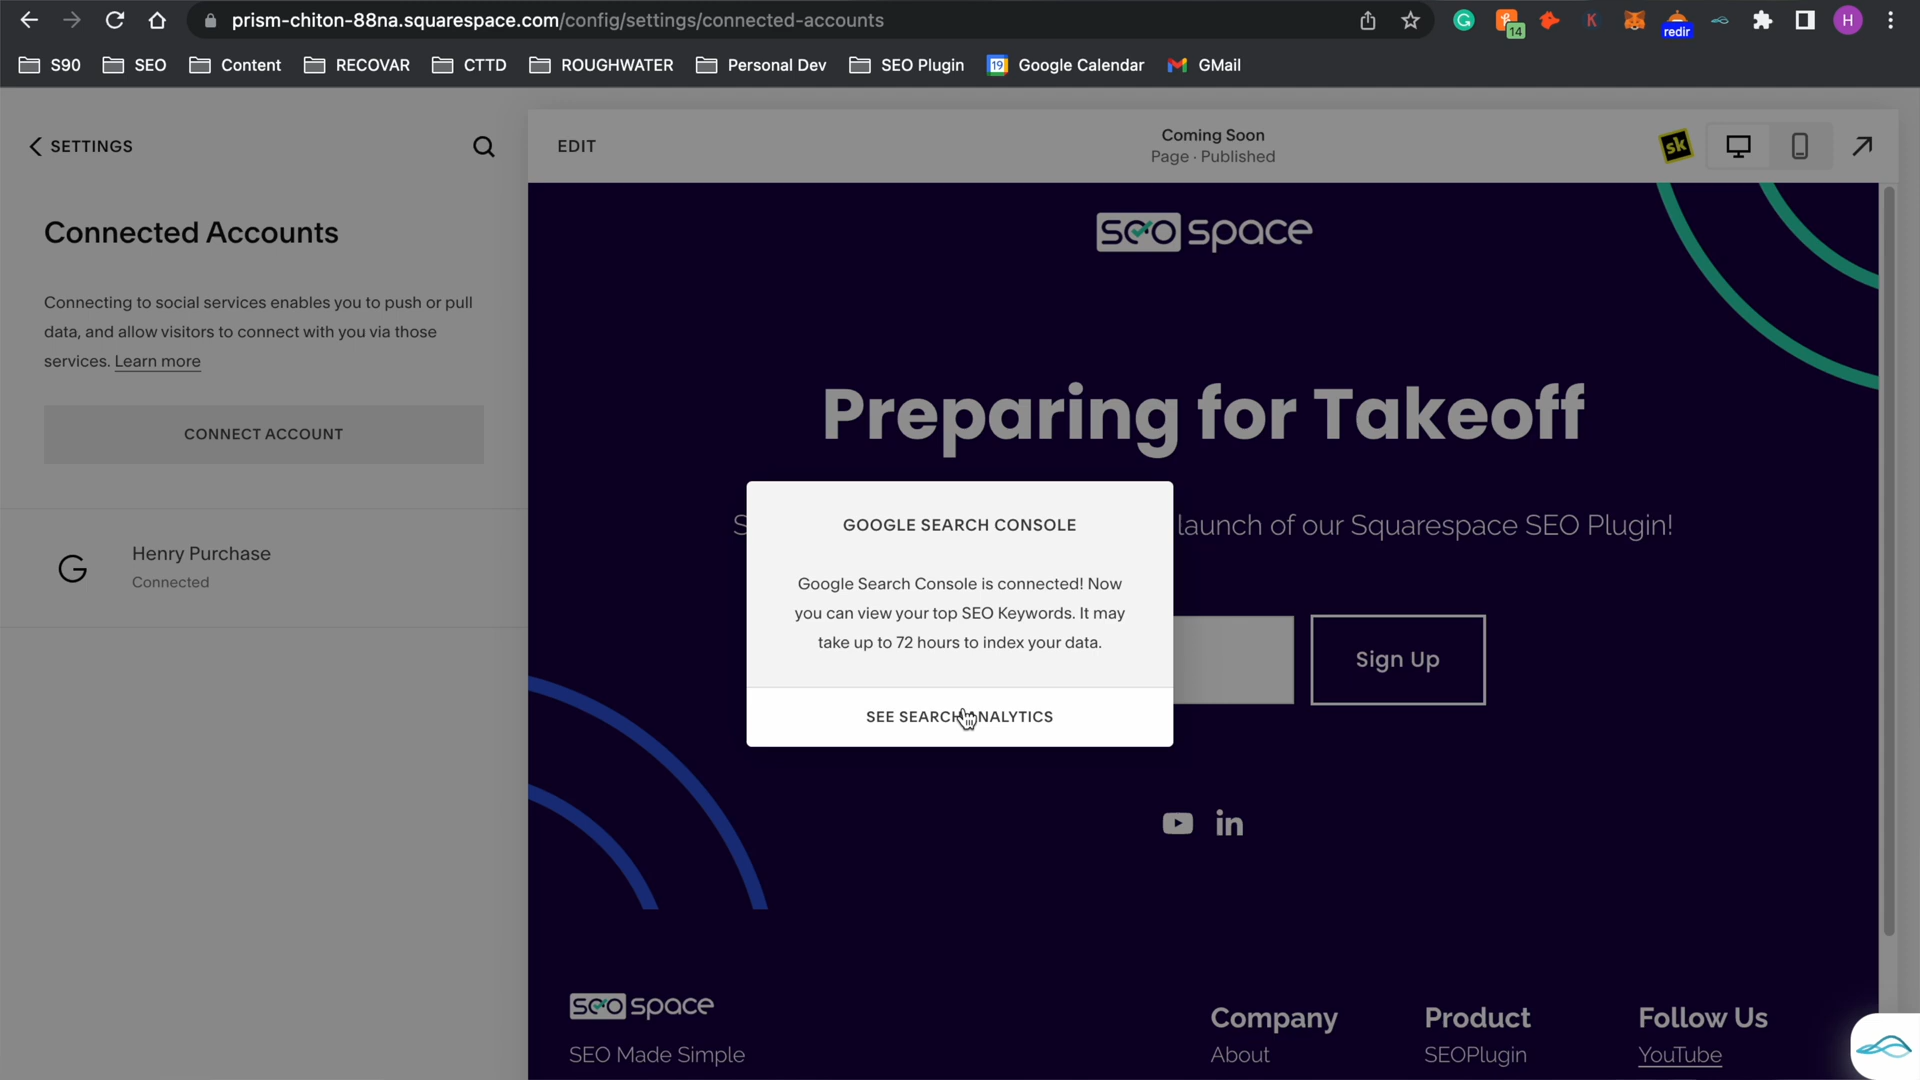 prism-chiton-88na.squarespace.com/config/settings/connected-accounts
14
K
redir
H
S90
SEO
Content
RECOVAR
CTTD
ROUGHWATER
Personal Dev
SEO Plugin
19
Google Calendar
GMail
SETTINGS
EDIT
Coming Soon
Page · Published
sk
Connected Accounts
Connecting to social services enables you to push or pull
data, and allow visitors to connect with you via those
services. Learn more
CONNECT ACCOUNT
G
Henry Purchase
Connected
seo space
Preparing for Takeoff
S
launch of our Squarespace SEO Plugin!
Sign Up
GOOGLE SEARCH CONSOLE
Google Search Console is connected! Now
you can view your top SEO Keywords. It may
take up to 72 hours to index your data.
SEE SEARCH ANALYTICS
in
seo space
SEO Made Simple
Company
About
Product
SEOPlugin
Follow Us
YouTube